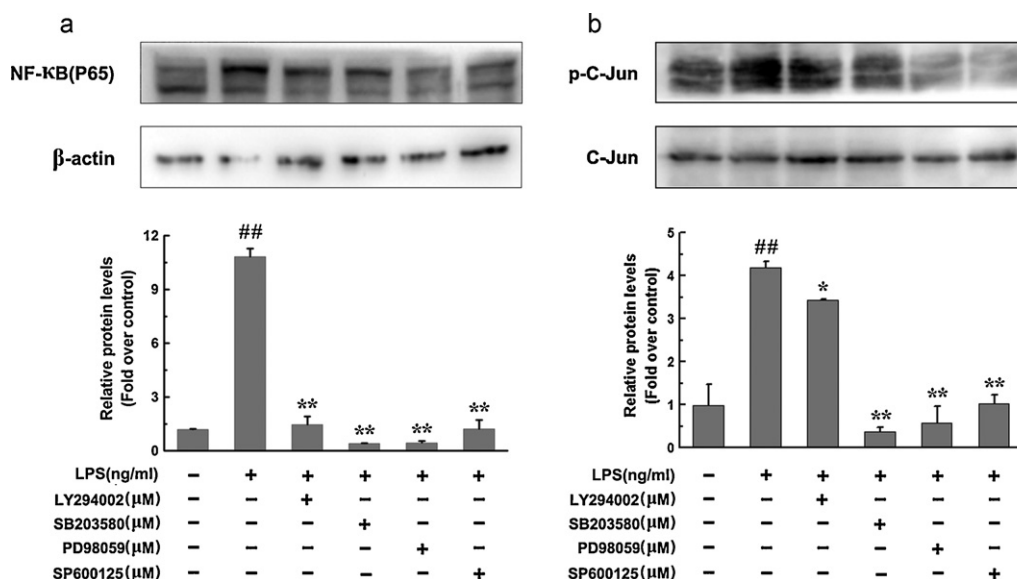 a
NF-κB(P65)
β-actin
Relative protein levels
(Fold over control)
12
9
6
3
0
##
**
**
**
**
LPS(ng/ml) - + + + + +
LY294002(μM) - - + - - -
SB203580(μM) - - - + - -
PD98059(μM) - - - - + -
SP600125(μM) - - - - - +
b
p-C-Jun
C-Jun
Relative protein levels
(Fold over control)
5
4
3
2
1
0
##
*
**
**
**
LPS(ng/ml) - + + + + +
LY294002(μM) - - + - - -
SB203580(μM) - - - + - -
PD98059(μM) - - - - + -
SP600125(μM) - - - - - +